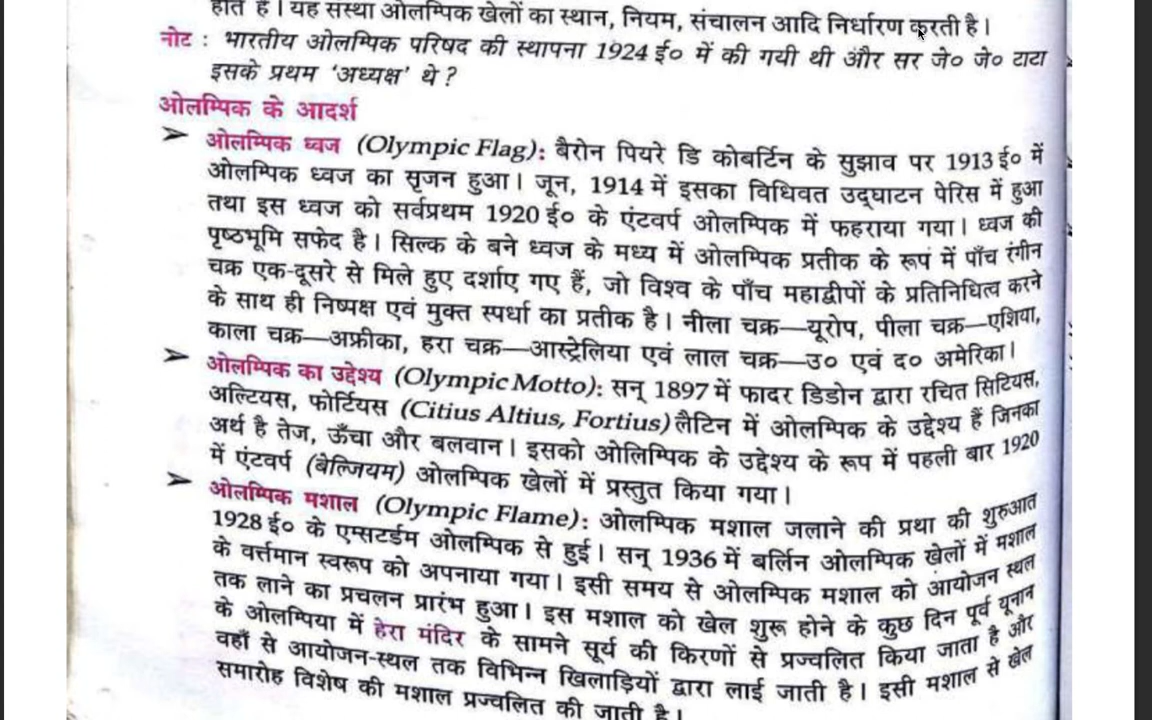 होते हैं। यह संस्था ओलम्पिक खेलों का स्थान, नियम, संचालन आदि निर्धारण करती है।
नोट : भारतीय ओलम्पिक परिषद की स्थापना 1924 ई० में की गयी थी और सर जे० जे० टाटा
इसके प्रथम ‘अध्यक्ष’ थे ?
ओलम्पिक के आदर्श
➢ ओलम्पिक ध्वज (Olympic Flag): बैरोन पियरे डि कोबर्टिन के सुझाव पर 1913 ई० में
ओलम्पिक ध्वज का सृजन हुआ। जून, 1914 में इसका विधिवत उद्‌घाटन पेरिस में हुआ
तथा इस ध्वज को सर्वप्रथम 1920 ई० के एंटवर्प ओलम्पिक में फहराया गया। ध्वज की
पृष्ठभूमि सफेद है। सिल्क के बने ध्वज के मध्य में ओलम्पिक प्रतीक के रूप में पाँच रंगीन
चक्र एक-दूसरे से मिले हुए दर्शाए गए हैं, जो विश्व के पाँच महाद्वीपों के प्रतिनिधित्व करने
के साथ ही निष्पक्ष एवं मुक्त स्पर्धा का प्रतीक है। नीला चक्र—यूरोप, पीला चक्र—एशिया,
काला चक्र—अफ्रीका, हरा चक्र—आस्ट्रेलिया एवं लाल चक्र—उ० एवं द० अमेरिका।
➢ ओलम्पिक का उद्देश्य (Olympic Motto): सन् 1897 में फादर डिडोन द्वारा रचित सिटियस,
अल्टियस, फोर्टियस (Citius Altius, Fortius) लैटिन में ओलम्पिक के उद्देश्य हैं जिनका
अर्थ है तेज, ऊँचा और बलवान। इसको ओलिम्पिक के उद्देश्य के रूप में पहली बार 1920
में एंटवर्प (बेल्जियम) ओलम्पिक खेलों में प्रस्तुत किया गया।
➢ ओलम्पिक मशाल (Olympic Flame): ओलम्पिक मशाल जलाने की प्रथा की शुरुआत
1928 ई० के एम्सटर्डम ओलम्पिक से हुई। सन् 1936 में बर्लिन ओलम्पिक खेलों में मशाल
के वर्त्तमान स्वरूप को अपनाया गया। इसी समय से ओलम्पिक मशाल को आयोजन स्थल
तक लाने का प्रचलन प्रारंभ हुआ। इस मशाल को खेल शुरू होने के कुछ दिन पूर्व यूनान
के ओलम्पिया में हेरा मंदिर के सामने सूर्य की किरणों से प्रज्वलित किया जाता है और
वहाँ से आयोजन-स्थल तक विभिन्न खिलाड़ियों द्वारा लाई जाती है। इसी मशाल से खेल
समारोह विशेष की मशाल प्रज्वलित की जाती है।